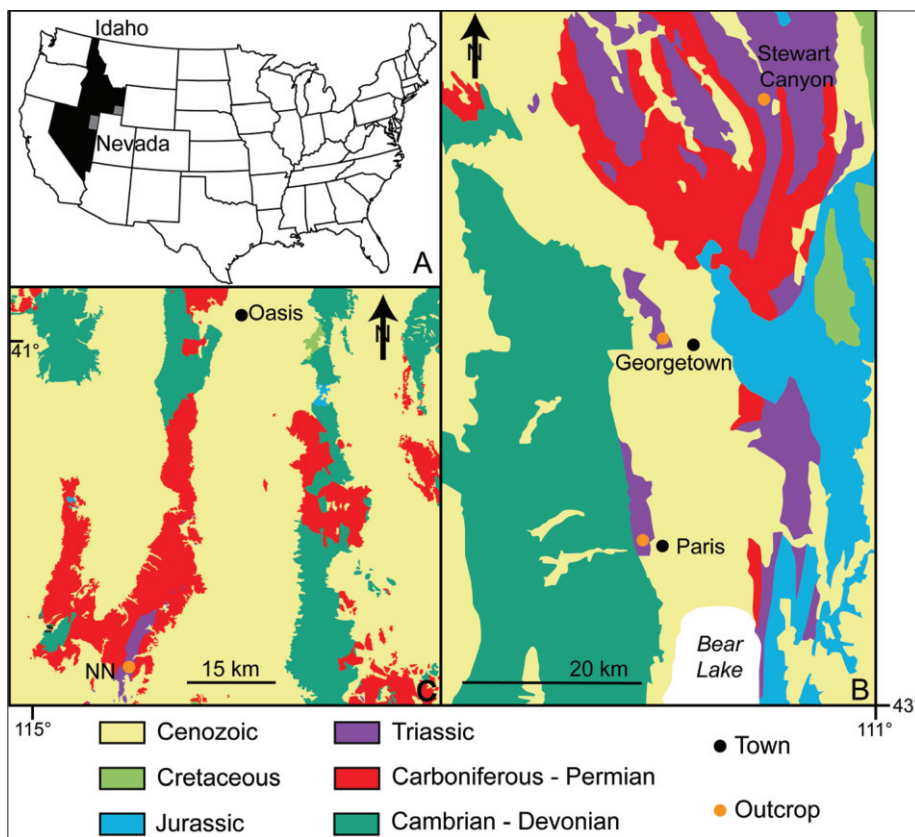 Idaho
Nevada
A
N
Stewart
Canyon
Georgetown
Paris
Bear
Lake
20 km
B
N
Oasis
41°
NN
15 km
C
115°
43°
111°
Cenozoic
Cretaceous
Jurassic
Triassic
Carboniferous - Permian
Cambrian - Devonian
Town
Outcrop